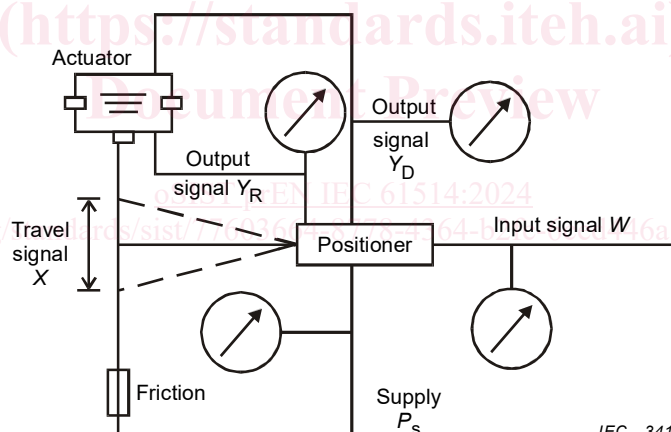 (https://standards.iteh.ai)
Actuator
Document Preview
Output
signal
Y_D
Output
signal Y_R
oSIST prEN IEC 61514:2024
Travel
signal
X
Positioner
Input signal W
Friction
Supply
P_s
IEC 341